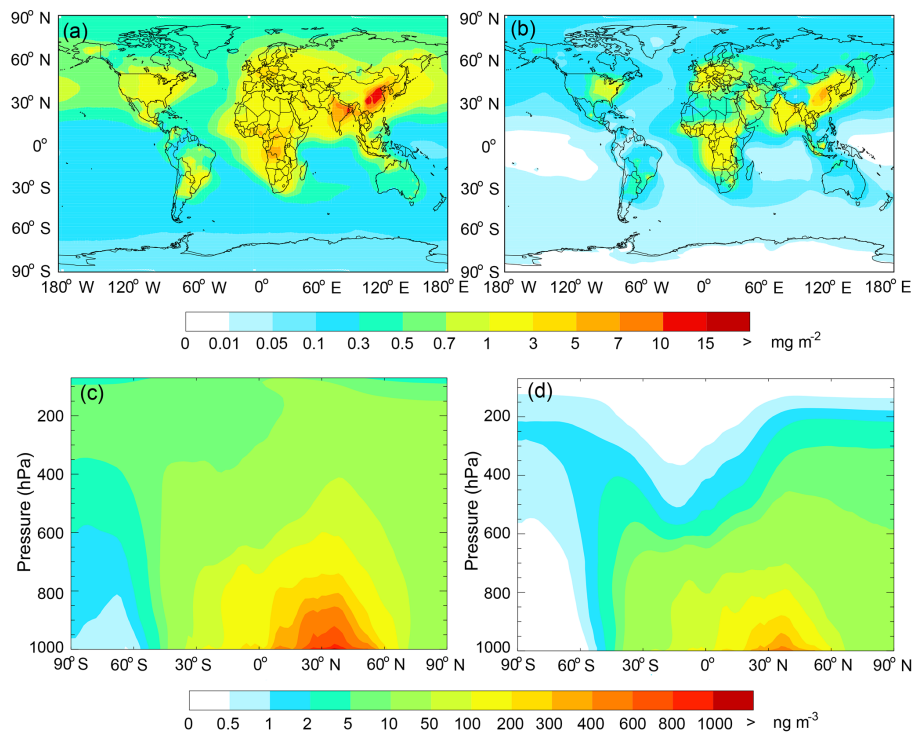 (a) (b)
90° N 90° N
60° N 60° N
30° N 30° N
0° 0°
30° S 30° S
60° S 60° S
90° S 90° S
180° W 120° W 60° W 0° 60° E 120° E 180° W 120° W 60° W 0° 60° E 120° E 180° E
0 0.01 0.05 0.1 0.3 0.5 0.7 1 3 5 7 10 15 > mg m⁻²
(c) (d)
200 200
400 400
600 600
800 800
1000 1000
Pressure (hPa) Pressure (hPa)
90° S 60° S 30° S 0° 30° N 60° N 90° S 60° S 30° S 0° 30° N 60° N 90° N
0 0.5 1 2 5 10 50 100 200 300 400 600 800 1000 > ng m⁻³